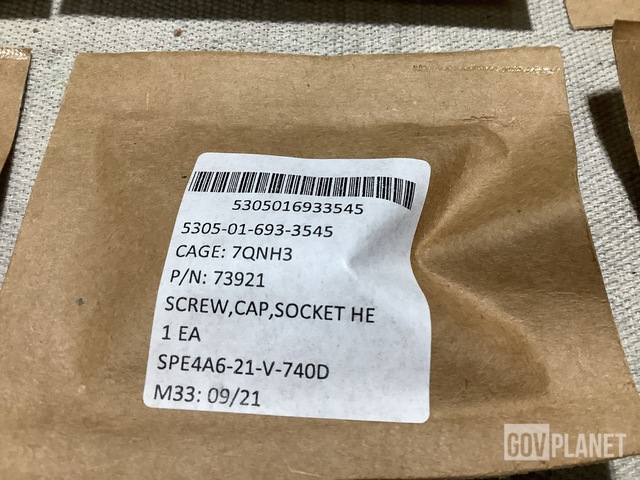 5305016933545
5305-01-693-3545
CAGE: 7QNH3
P/N: 73921
SCREW,CAP,SOCKET HE
1 EA
SPE4A6-21-V-740D
M33: 09/21
GOVPLANET